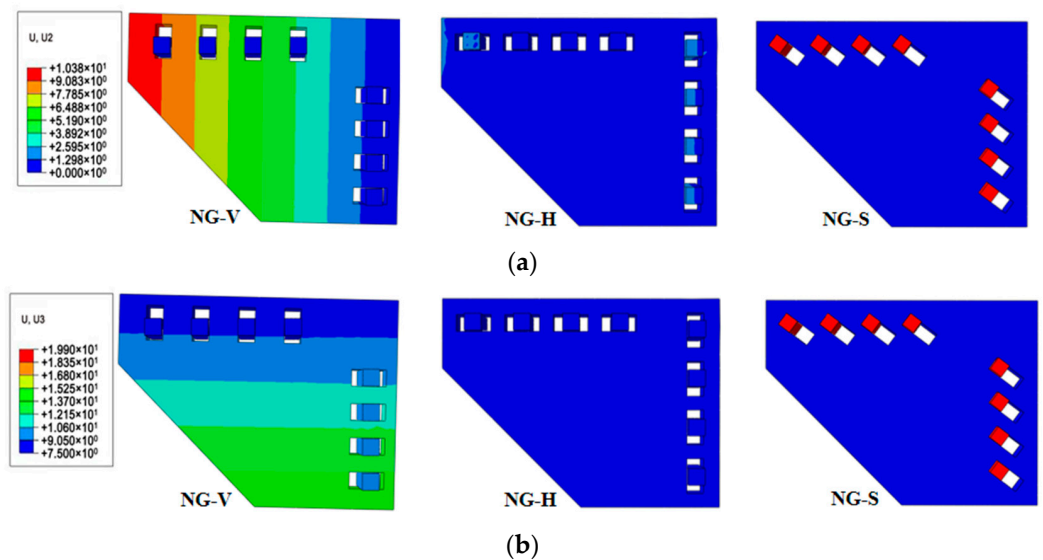 U, U2
+1.038×10¹
+9.083×10⁰
+7.785×10⁰
+6.488×10⁰
+5.190×10⁰
+3.892×10⁰
+2.595×10⁰
+1.298×10⁰
+0.000×10⁰
NG-V
NG-H
NG-S
(a)
U, U3
+1.990×10¹
+1.835×10¹
+1.680×10¹
+1.525×10¹
+1.370×10¹
+1.215×10¹
+1.060×10¹
+9.050×10⁰
+7.500×10⁰
NG-V
NG-H
NG-S
(b)